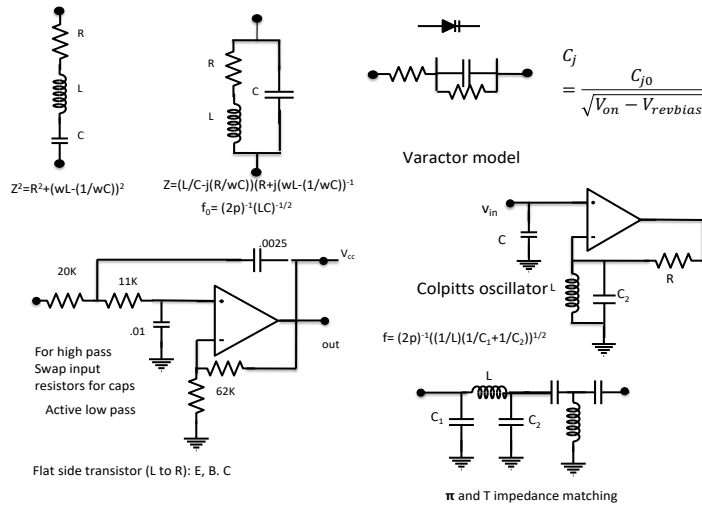 R
L
C
Z²=R²+(wL-(1/wC))²
R
L
C
Z=(L/C-j(R/wC))(R+j(wL-(1/wC))⁻¹
f₀= (2p)⁻¹(LC)⁻¹/²
C_j
= C_j0 / √(V_on − V_revbias)
Varactor model
v_in
C
L
C₂
R
Colpitts oscillator
f= (2p)⁻¹((1/L)(1/C₁+1/C₂))¹/²
20K
11K
.0025
V_cc
.01
out
62K
For high pass
Swap input
resistors for caps
Active low pass
L
C₁
C₂
Flat side transistor (L to R): E, B. C
π and T impedance matching